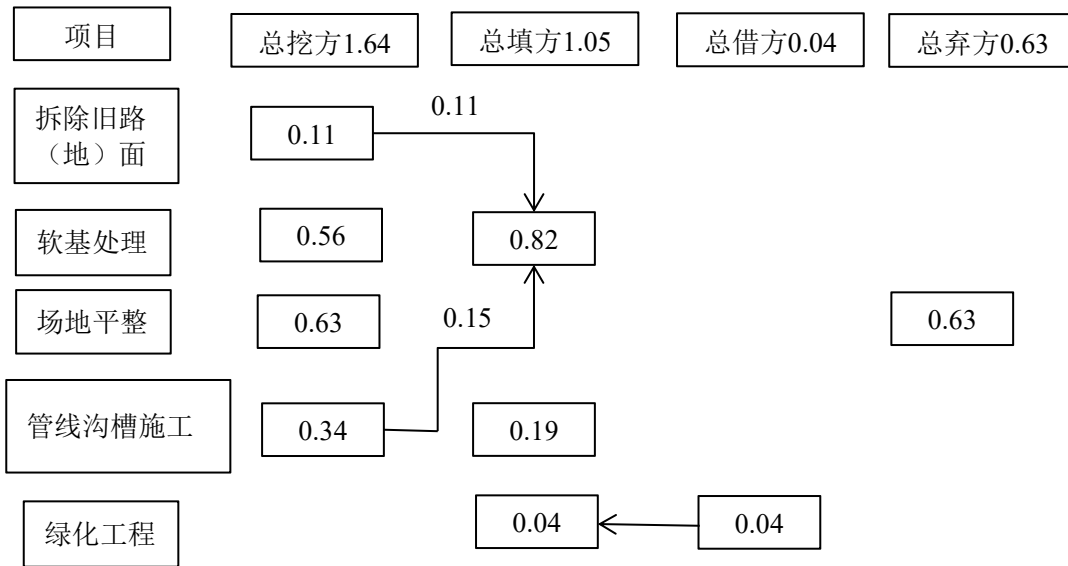 项目
总挖方1.64
总填方1.05
总借方0.04
总弃方0.63
拆除旧路
（地）面
0.11
0.11
软基处理
0.56
0.82
场地平整
0.63
0.15
0.63
管线沟槽施工
0.34
0.19
绿化工程
0.04
0.04